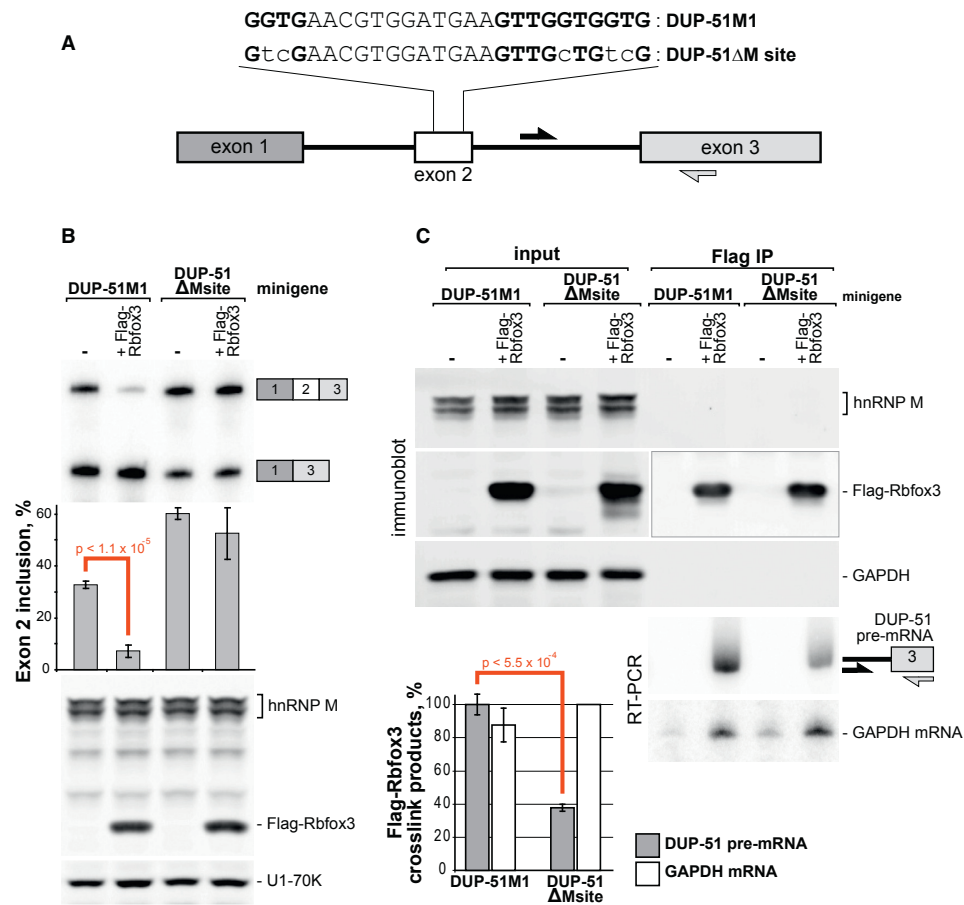 A
GGTGAACGTGGATGAAGTTGGTGGTG : DUP-51M1
GtcGAACGTGGATGAAGTTGcTGtcG : DUP-51ΔM site
exon 1
exon 2
exon 3
B
DUP-51M1
DUP-51
ΔMsite
minigene
-
+ Flag-
Rbfox3
-
+ Flag-
Rbfox3
1 2 3
1 3
Exon 2 inclusion, %
60
40
20
0
p < 1.1 x 10-5
hnRNP M
- Flag-Rbfox3
- U1-70K
C
input
Flag IP
DUP-51M1
DUP-51
ΔMsite
DUP-51M1
DUP-51
ΔMsite
minigene
-
+ Flag-
Rbfox3
-
+ Flag-
Rbfox3
-
+ Flag-
Rbfox3
-
+ Flag-
Rbfox3
immunoblot
hnRNP M
- Flag-Rbfox3
- GAPDH
RT-PCR
DUP-51
pre-mRNA
3
- GAPDH mRNA
Flag-Rbfox3
crosslink products, %
100
80
60
40
20
0
p < 5.5 x 10-4
DUP-51M1
DUP-51
ΔMsite
DUP-51 pre-mRNA
GAPDH mRNA